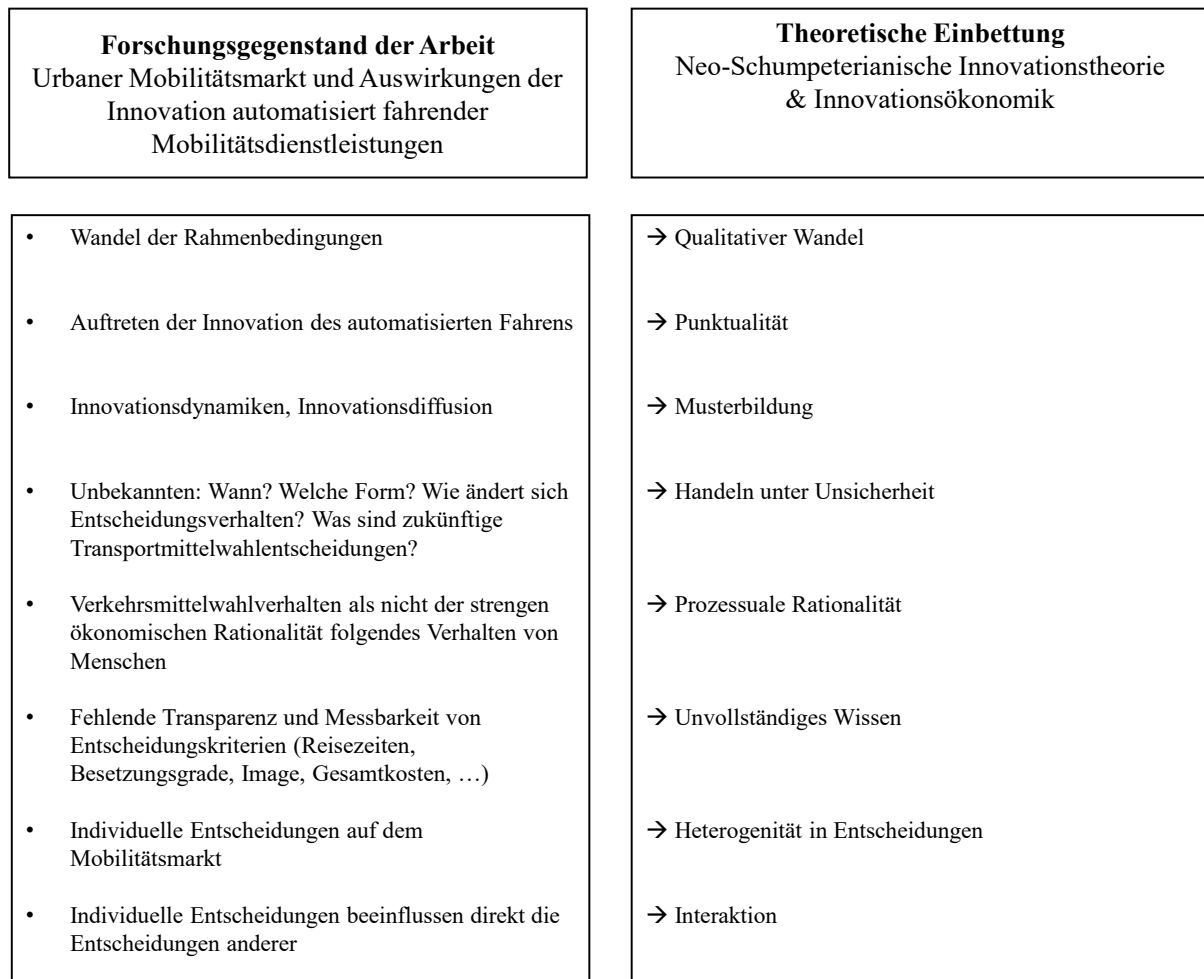 Forschungsgegenstand der Arbeit
Urbaner Mobilitätsmarkt und Auswirkungen der
Innovation automatisiert fahrender
Mobilitätsdienstleistungen
Theoretische Einbettung
Neo-Schumpeterianische Innovationstheorie
& Innovationsökonomik
• Wandel der Rahmenbedingungen
→ Qualitativer Wandel
• Auftreten der Innovation des automatisierten Fahrens
→ Punktualität
• Innovationsdynamiken, Innovationsdiffusion
→ Musterbildung
• Unbekannten: Wann? Welche Form? Wie ändert sich
Entscheidungsverhalten? Was sind zukünftige
Transportmittelwahlentscheidungen?
→ Handeln unter Unsicherheit
• Verkehrsmittelwahlverhalten als nicht der strengen
ökonomischen Rationalität folgendes Verhalten von
Menschen
→ Prozessuale Rationalität
• Fehlende Transparenz und Messbarkeit von
Entscheidungskriterien (Reisezeiten,
Besetzungsgrade, Image, Gesamtkosten, …)
→ Unvollständiges Wissen
• Individuelle Entscheidungen auf dem
Mobilitätsmarkt
→ Heterogenität in Entscheidungen
• Individuelle Entscheidungen beeinflussen direkt die
Entscheidungen anderer
→ Interaktion